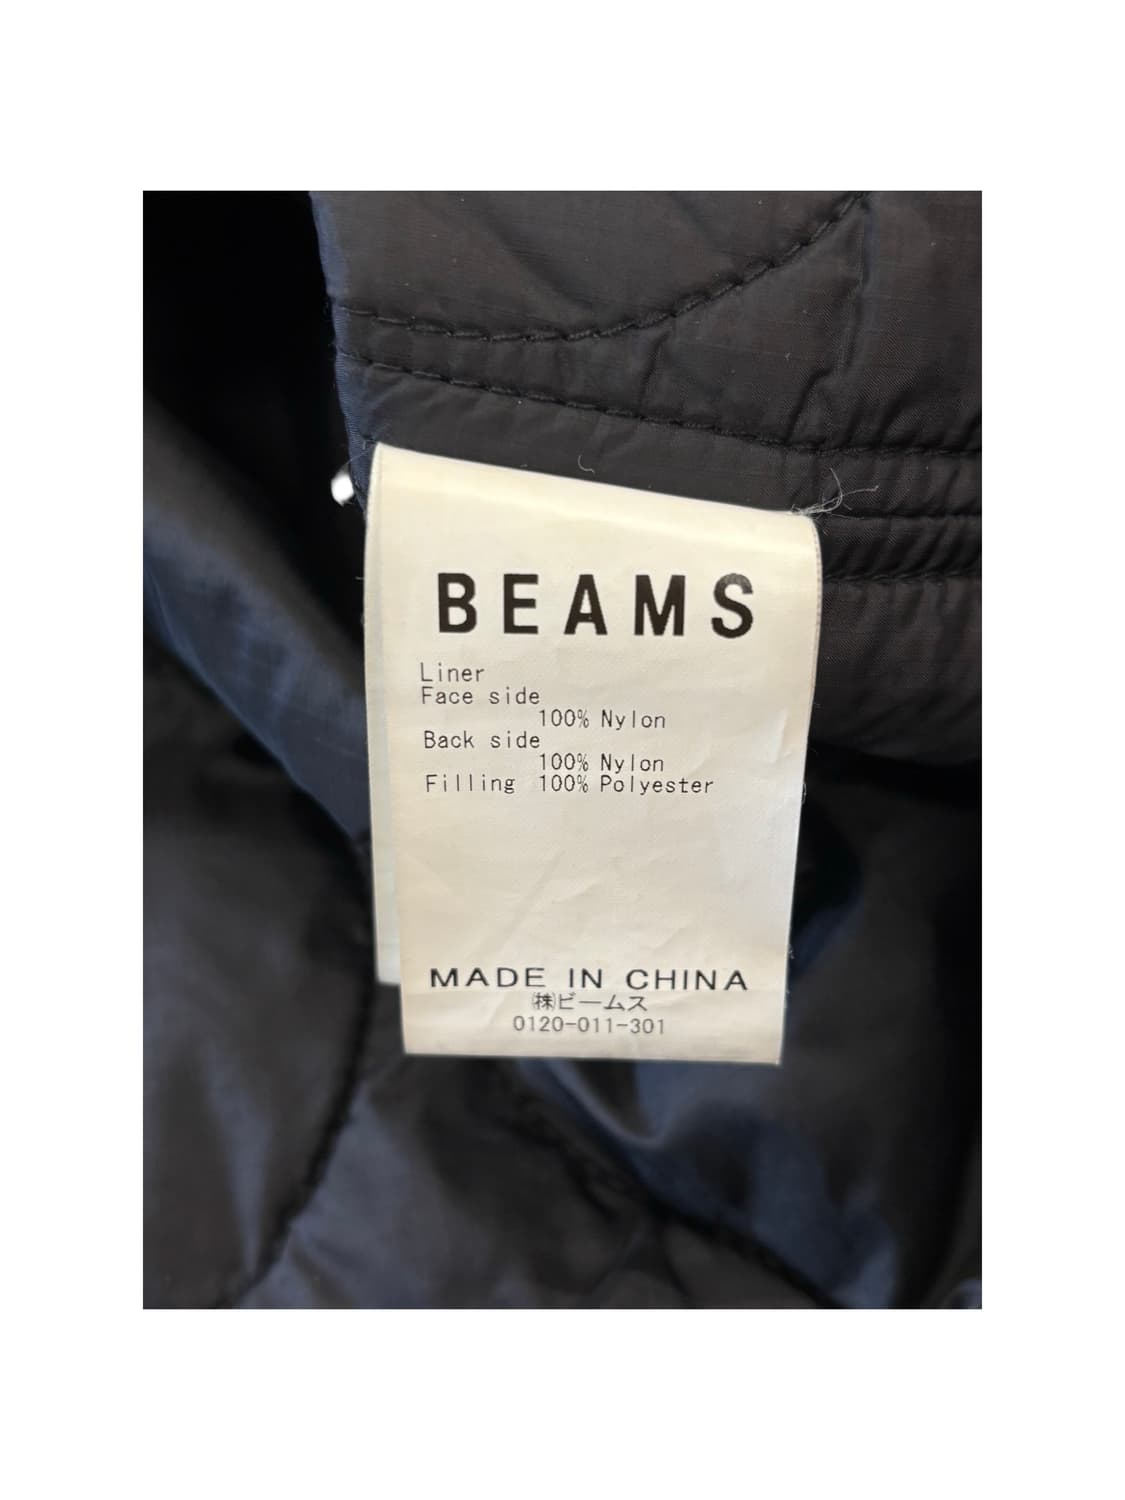 BEAMS
Liner
Face side
100% Nylon
Back side
100% Nylon
Filling 100% Polyester
MADE IN CHINA
㈱ビームス
0120-011-301